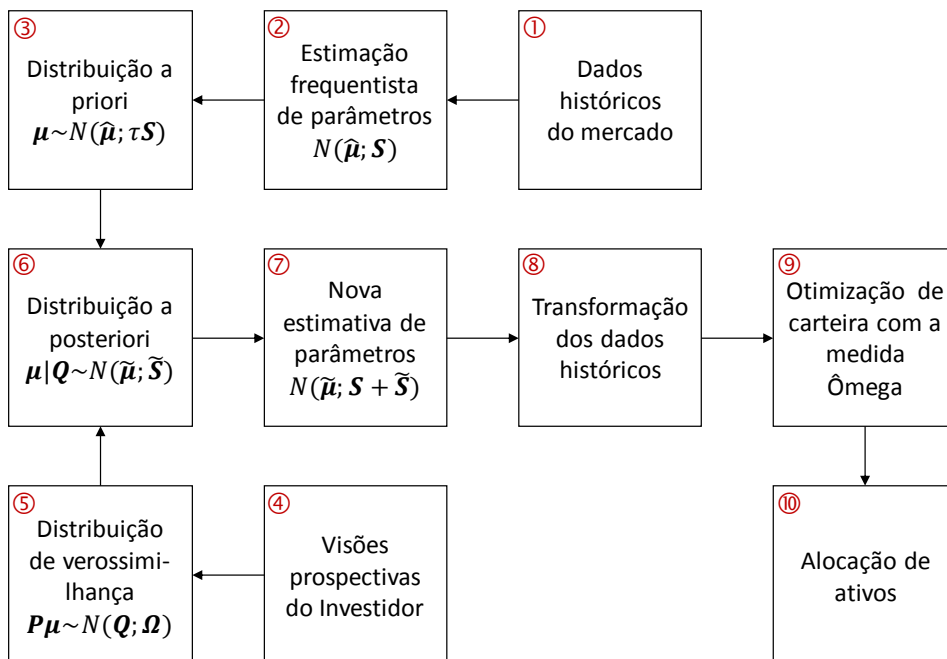 ①
Dados
históricos
do mercado
②
Estimação
frequentista
de parâmetros
N(μ̂; S)
③
Distribuição a
priori
μ~N(μ̂; τS)
④
Visões
prospectivas
do Investidor
⑤
Distribuição
de verossimi-
lhança
Pμ~N(Q; Ω)
⑥
Distribuição a
posteriori
μ|Q~N(μ̃; S̃)
⑦
Nova
estimativa de
parâmetros
N(μ̃; S + S̃)
⑧
Transformação
dos dados
históricos
⑨
Otimização de
carteira com a
medida
Ômega
⑩
Alocação de
ativos